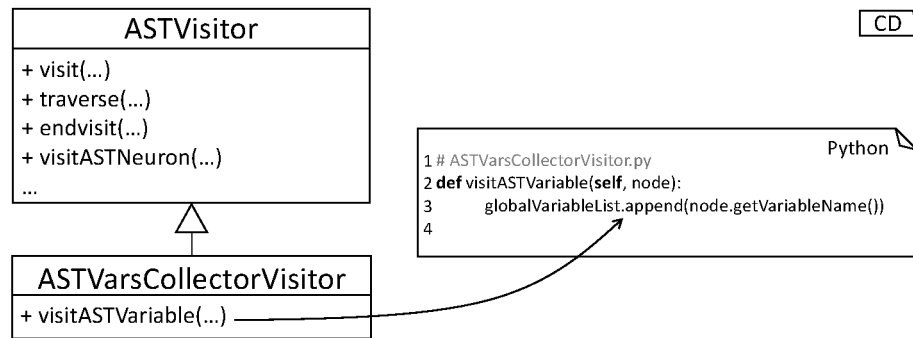 ASTVisitor
+ visit(...)
+ traverse(...)
+ endvisit(...)
+ visitASTNeuron(...)
...
ASTVarsCollectorVisitor
+ visitASTVariable(...)
CD
Python
1 # ASTVarsCollectorVisitor.py
2 def visitASTVariable(self, node):
3 globalVariableList.append(node.getVariableName())
4